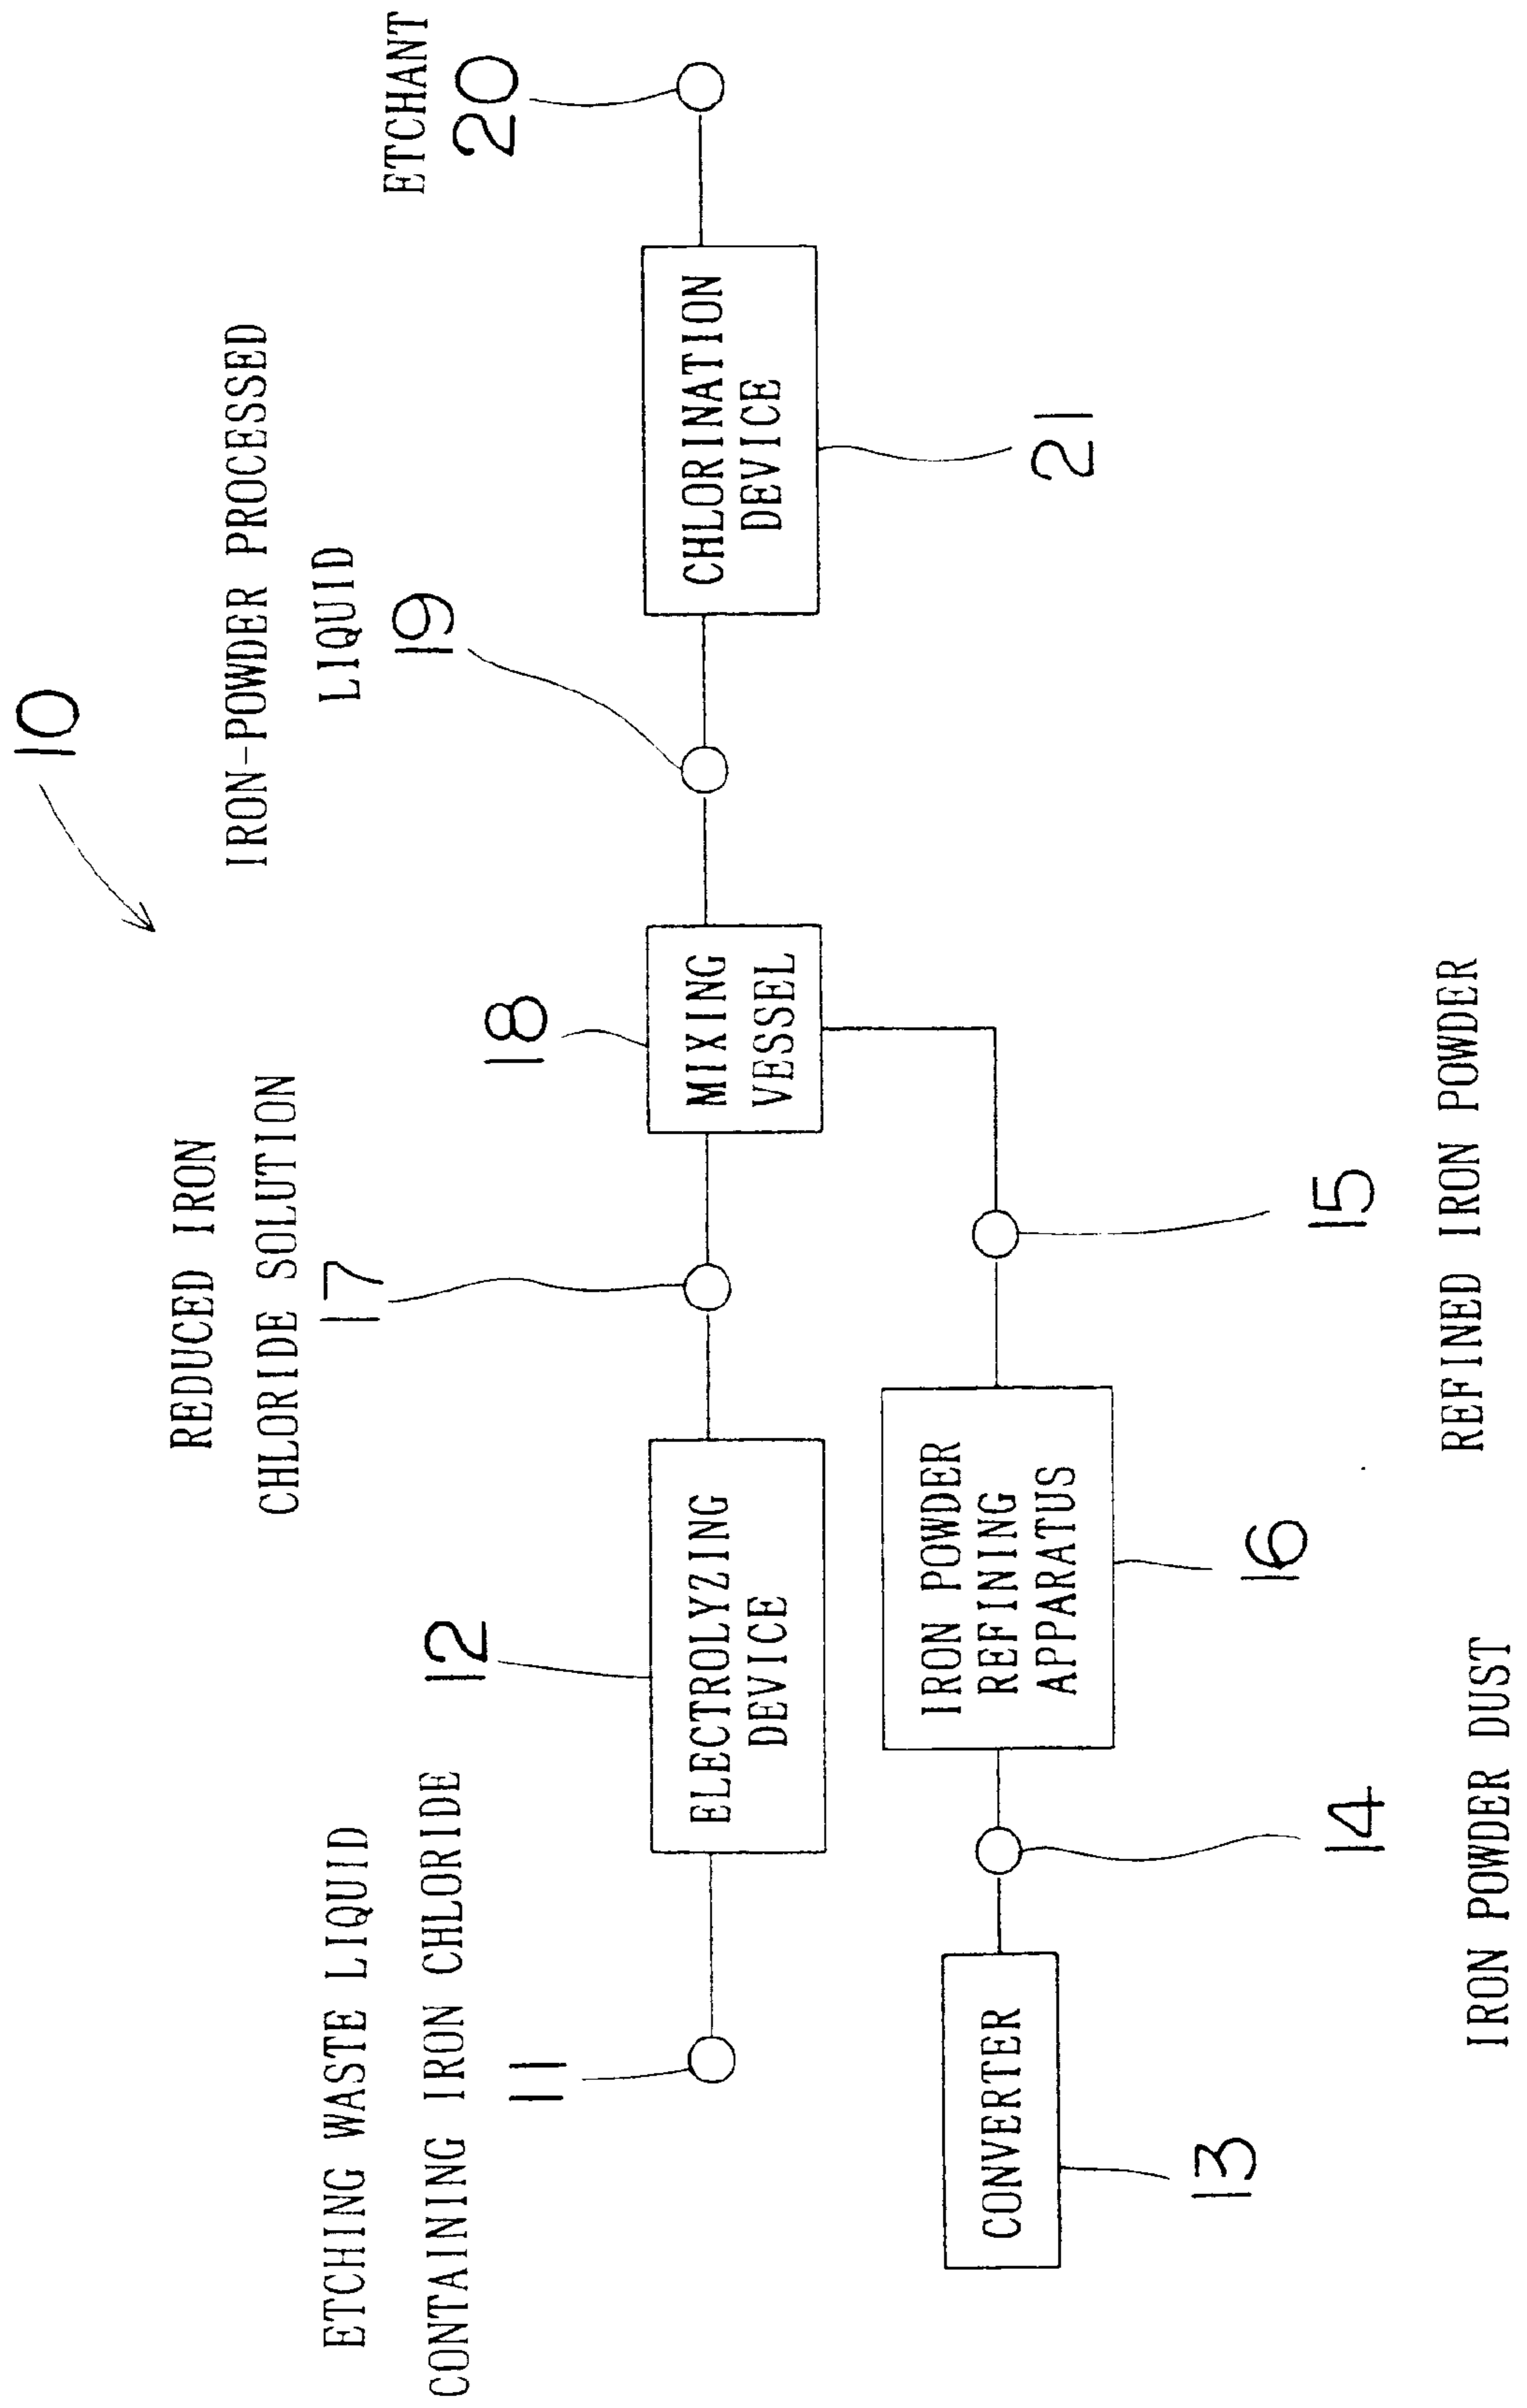 10
ETCHING WASTE LIQUID
CONTAINING IRON CHLORIDE
11
12
ELECTROLYZING
DEVICE
REDUCED IRON
CHLORIDE SOLUTION
17
18
MIXING
VESSEL
IRON-POWDER PROCESSED
LIQUID
19
CHLORINATION
DEVICE
21
ETCHANT
20
CONVERTER
13
14
IRON POWDER DUST
IRON POWDER
REFINING
APPARATUS
16
15
REFINED IRON POWDER